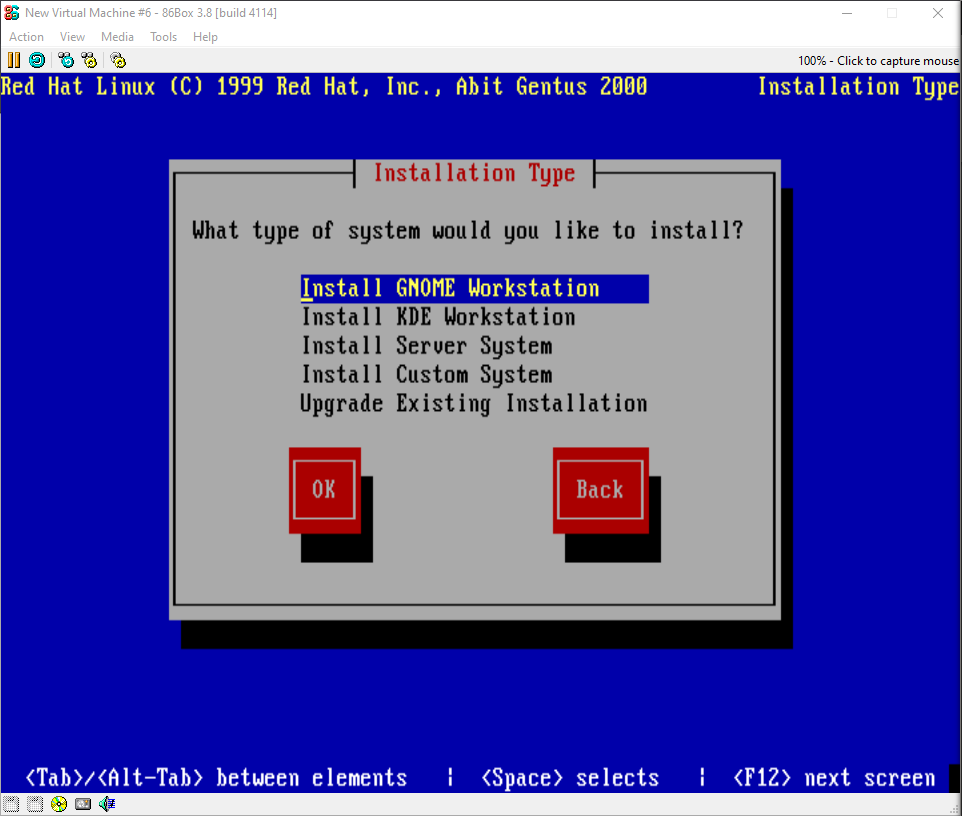 New Virtual Machine #6 - 86Box 3.8 [build 4114]
Action View Media Tools Help
100% - Click to capture mouse
Red Hat Linux (C) 1999 Red Hat, Inc., Abit Gentus 2000 Installation Type
Installation Type
What type of system would you like to install?
Install GNOME Workstation
Install KDE Workstation
Install Server System
Install Custom System
Upgrade Existing Installation
OK Back
<Tab>/<Alt-Tab> between elements | <Space> selects | <F12> next screen